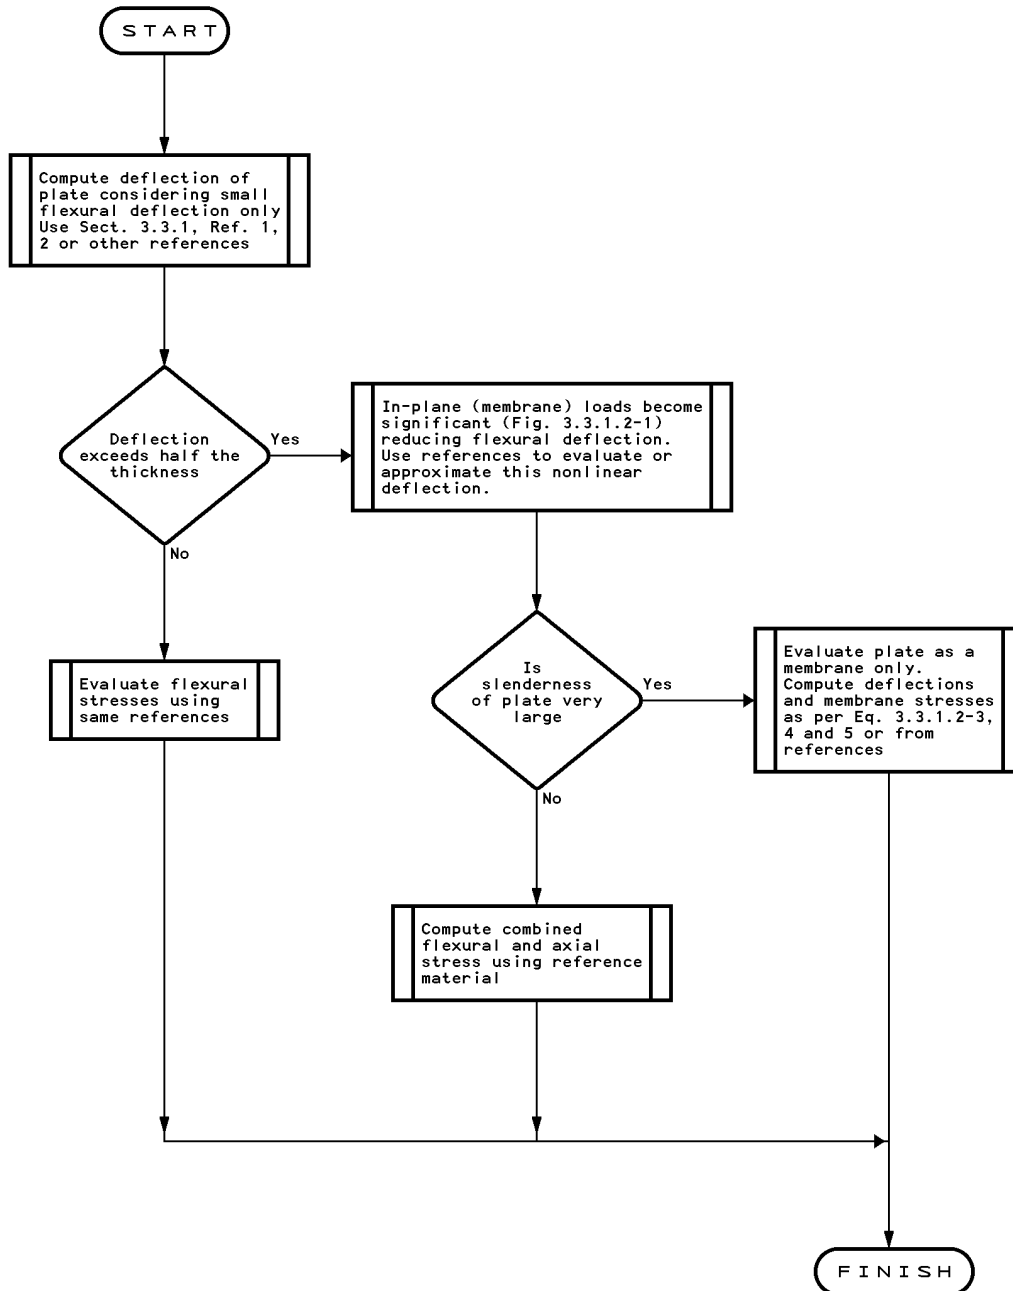 START
Compute deflection of
plate considering small
flexural deflection only
Use Sect. 3.3.1, Ref. 1,
2 or other references
Deflection
exceeds half the
thickness
Yes
No
In-plane (membrane) loads become
significant (Fig. 3.3.1.2-1)
reducing flexural deflection.
Use references to evaluate or
approximate this nonlinear
deflection.
Evaluate flexural
stresses using
same references
Is
slenderness
of plate very
large
Yes
No
Evaluate plate as a
membrane only.
Compute deflections
and membrane stresses
as per Eq. 3.3.1.2-3,
4 and 5 or from
references
Compute combined
flexural and axial
stress using reference
material
FINISH